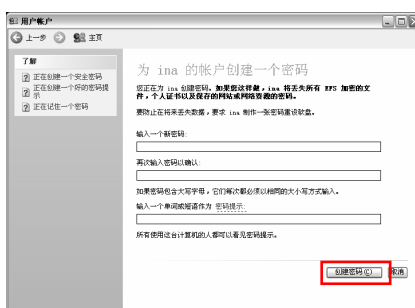 用户帐户
上一步 主页
了解
正在创建一个安全密码
正在创建一个好的密码提
示
正在记住一个密码
为 ina 的帐户创建一个密码
您正在为 ina 创建密码。如果您这样做，ina 将丢失所有 EFS 加密的文
件，个人证书以及保存的网站或网络资源的密码。
要防止在将来丢失数据，要求 ina 制作一张密码重设软盘。
输入一个新密码:
再次输入密码以确认:
如果密码包含大写字母，它们每次都必须以相同的大小写方式输入。
输入一个单词或短语作为 密码提示:
所有使用这台计算机的人都可以看见密码提示。
创建密码(C) 取消